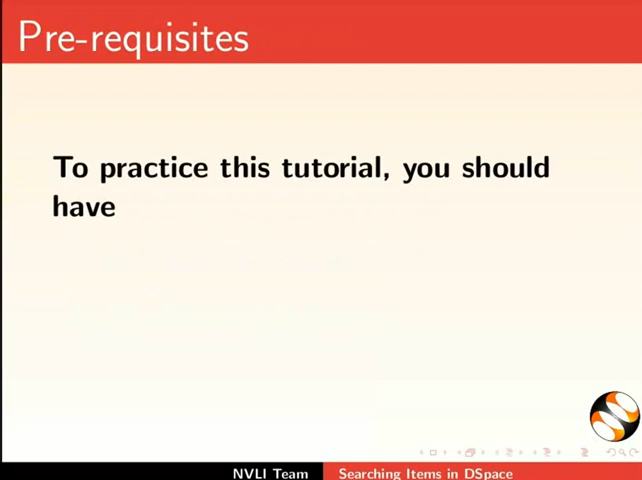 Pre-requisites
To practice this tutorial, you should
have
NVLI Team
Searching Items in DSpace